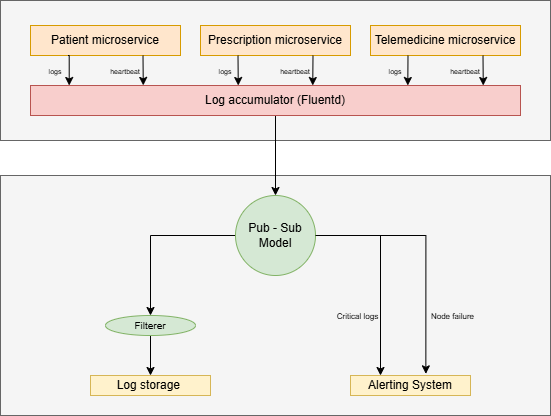 Patient microservice
Prescription microservice
Telemedicine microservice
logs
heartbeat
logs
heartbeat
logs
heartbeat
Log accumulator (Fluentd)
Pub - Sub
Model
Critical logs
Node failure
Filterer
Log storage
Alerting System